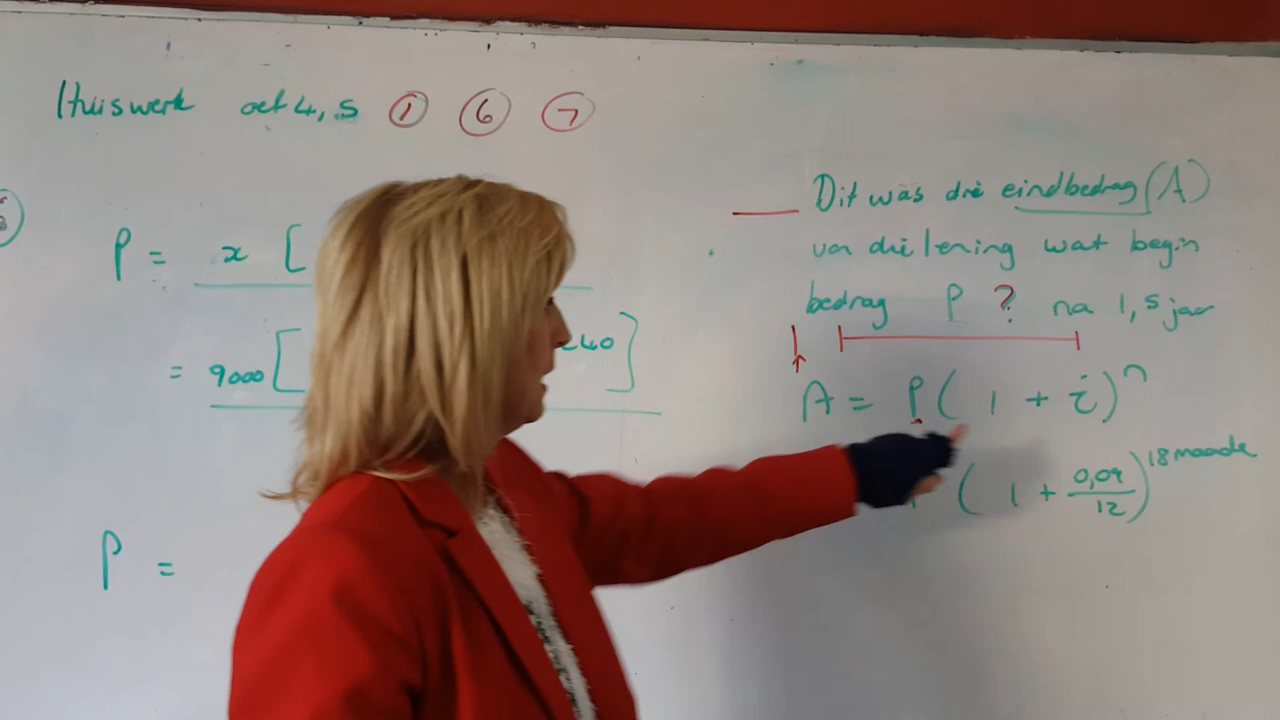 Huiswerk oef 4, 5 ① ⑥ ⑦
P = x [
= 9000 [ 240 ]
P =
Dit was die eindbedrag (A)
van die lening wat begin
bedrag P ? na 1,5 jaar
A = P ( 1 + i )ⁿ
( 1 + 0,09/12 )^18 maande